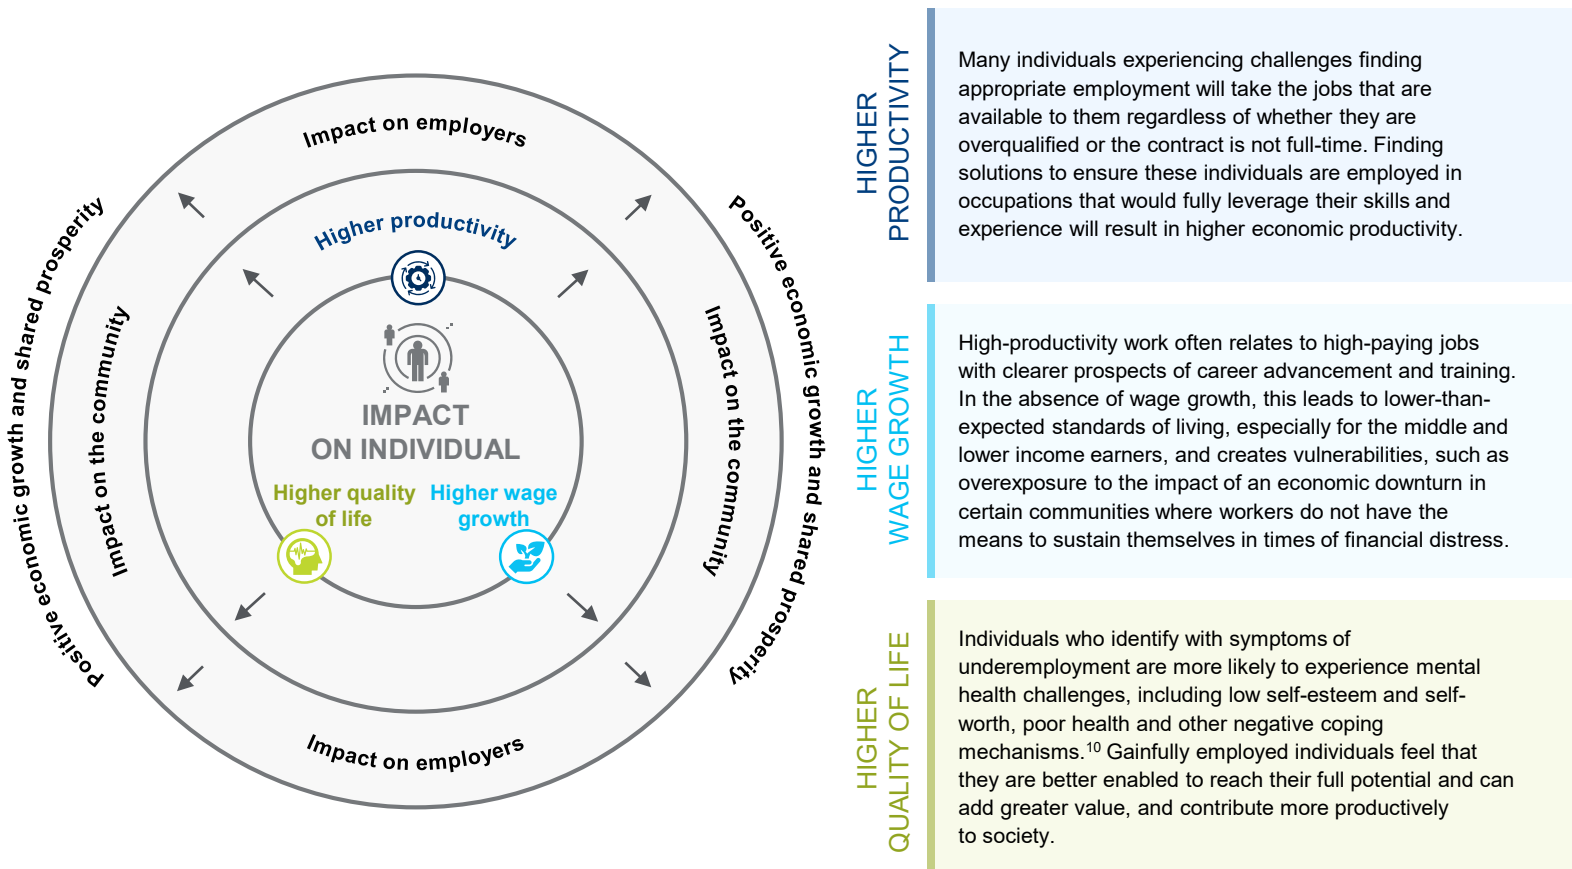 Impact on employers
Positive economic growth and shared prosperity
Positive economic growth and shared prosperity
Impact on the community
Impact on the community
Higher productivity
IMPACT
ON INDIVIDUAL
Higher quality
of life
Higher wage
growth
Impact on employers
HIGHER
PRODUCTIVITY
Many individuals experiencing challenges finding
appropriate employment will take the jobs that are
available to them regardless of whether they are
overqualified or the contract is not full-time. Finding
solutions to ensure these individuals are employed in
occupations that would fully leverage their skills and
experience will result in higher economic productivity.
HIGHER
WAGE GROWTH
High-productivity work often relates to high-paying jobs
with clearer prospects of career advancement and training.
In the absence of wage growth, this leads to lower-than-
expected standards of living, especially for the middle and
lower income earners, and creates vulnerabilities, such as
overexposure to the impact of an economic downturn in
certain communities where workers do not have the
means to sustain themselves in times of financial distress.
HIGHER
QUALITY OF LIFE
Individuals who identify with symptoms of
underemployment are more likely to experience mental
health challenges, including low self-esteem and self-
worth, poor health and other negative coping
mechanisms.10 Gainfully employed individuals feel that
they are better enabled to reach their full potential and can
add greater value, and contribute more productively
to society.